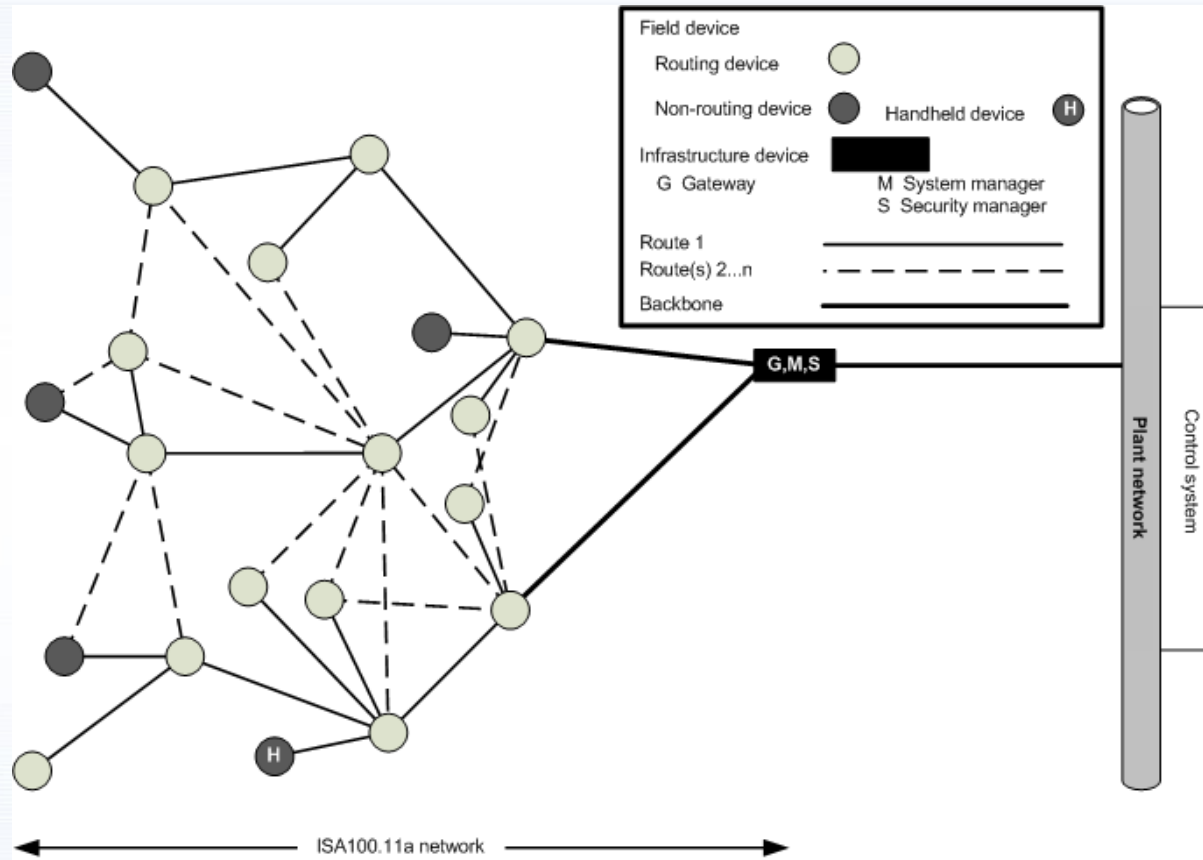 Field device
Routing device
Non-routing device
Handheld device
H
Infrastructure device
G Gateway
M System manager
S Security manager
Route 1
Route(s) 2...n
Backbone
G,M,S
Plant network
Control system
H
ISA100.11a network